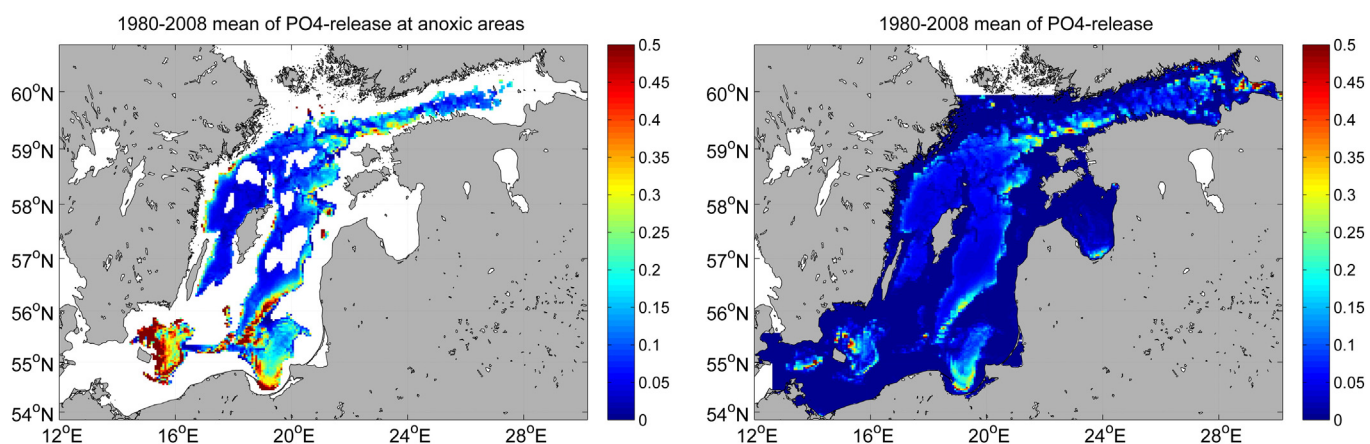 1980-2008 mean of PO4-release at anoxic areas
60°N
59°N
58°N
57°N
56°N
55°N
54°N
12°E
16°E
20°E
24°E
28°E
0.5
0.45
0.4
0.35
0.3
0.25
0.2
0.15
0.1
0.05
0
1980-2008 mean of PO4-release
60°N
59°N
58°N
57°N
56°N
55°N
54°N
12°E
16°E
20°E
24°E
28°E
0.5
0.45
0.4
0.35
0.3
0.25
0.2
0.15
0.1
0.05
0